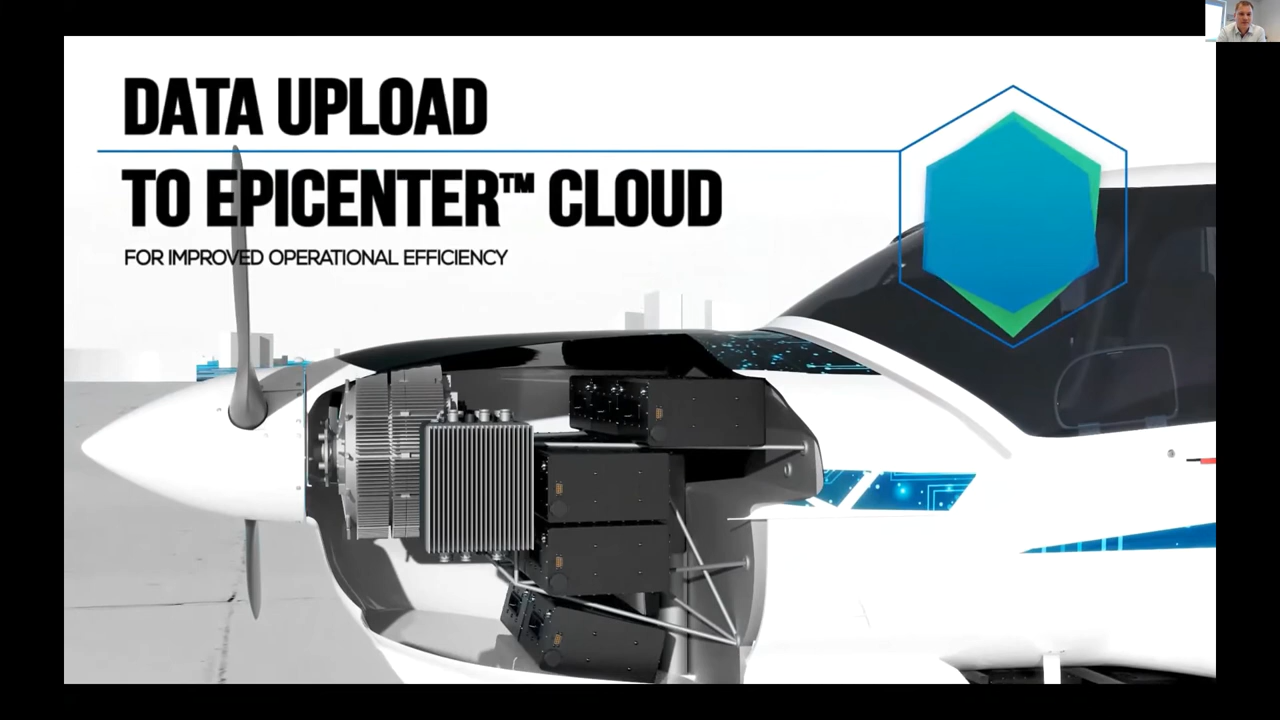 DATA UPLOAD
TO EPICENTER™ CLOUD
FOR IMPROVED OPERATIONAL EFFICIENCY